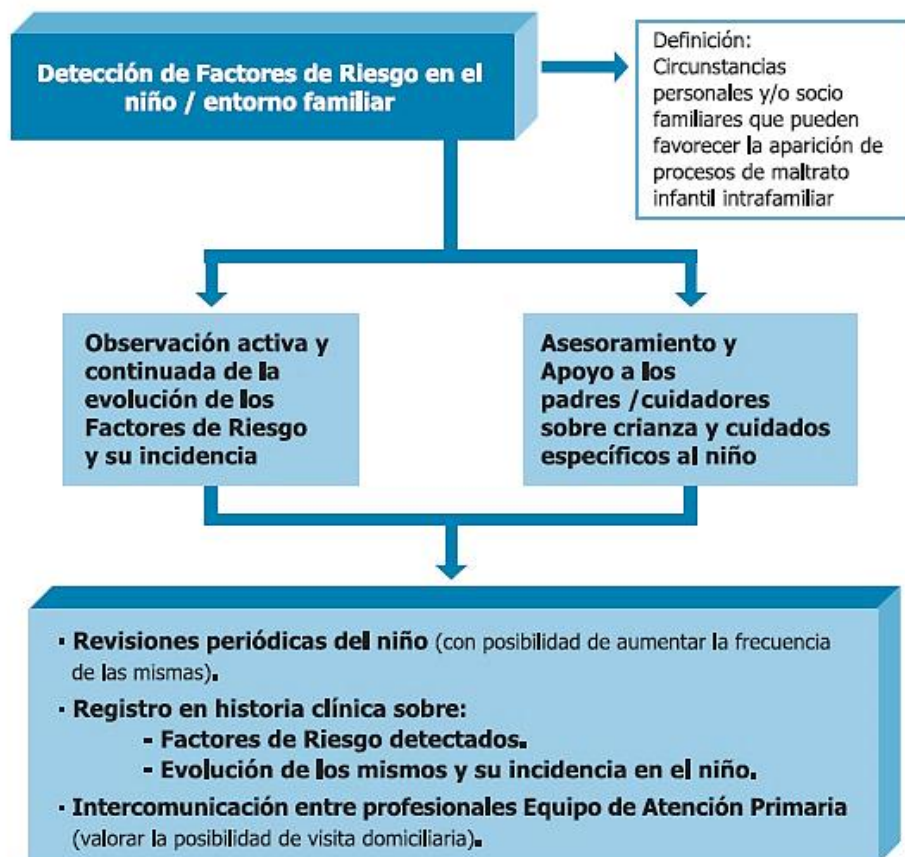 Detección de Factores de Riesgo en el
niño / entorno familiar
Definición:
Circunstancias
personales y/o socio
familiares que pueden
favorecer la aparición de
procesos de maltrato
infantil intrafamiliar
Observación activa y
continuada de la
evolución de los
Factores de Riesgo
y su incidencia
Asesoramiento y
Apoyo a los
padres /cuidadores
sobre crianza y cuidados
específicos al niño
· Revisiones periódicas del niño (con posibilidad de aumentar la frecuencia
de las mismas).
· Registro en historia clínica sobre:
- Factores de Riesgo detectados.
- Evolución de los mismos y su incidencia en el niño.
· Intercomunicación entre profesionales Equipo de Atención Primaria
(valorar la posibilidad de visita domiciliaria).